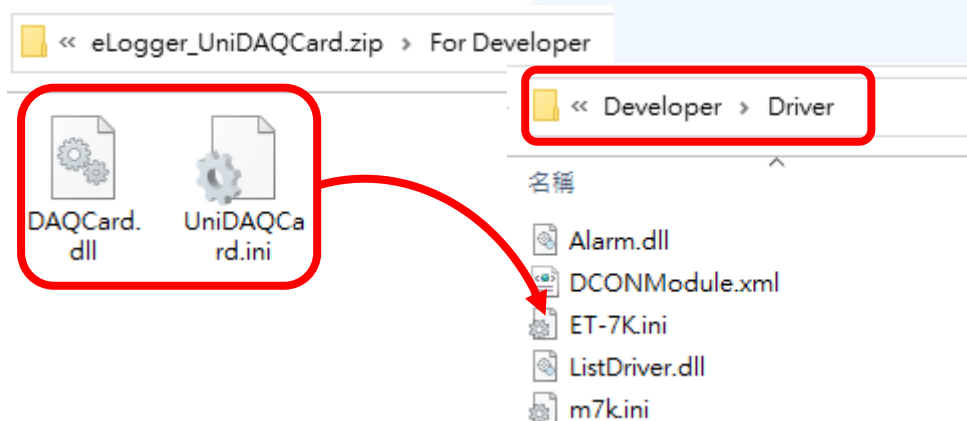 « eLogger_UniDAQCard.zip › For Developer
DAQCard.
dll
UniDAQCa
rd.ini
« Developer › Driver
名稱
Alarm.dll
DCONModule.xml
ET-7K.ini
ListDriver.dll
m7k.ini